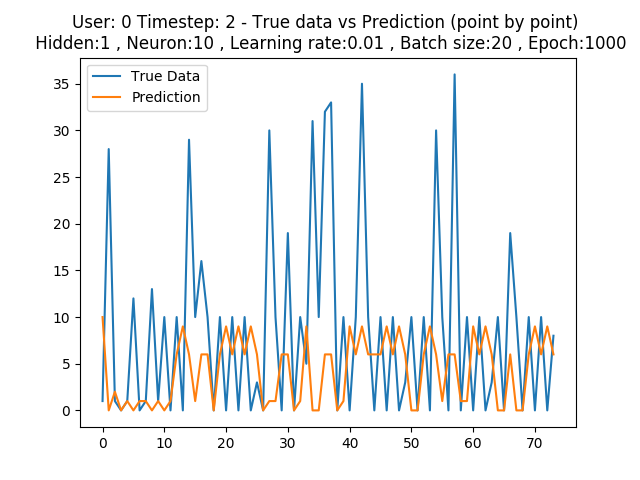 User: 0 Timestep: 2 - True data vs Prediction (point by point)
Hidden:1 , Neuron:10 , Learning rate:0.01 , Batch size:20 , Epoch:1000
True Data
Prediction
35
30
25
20
15
10
5
0
0 10 20 30 40 50 60 70